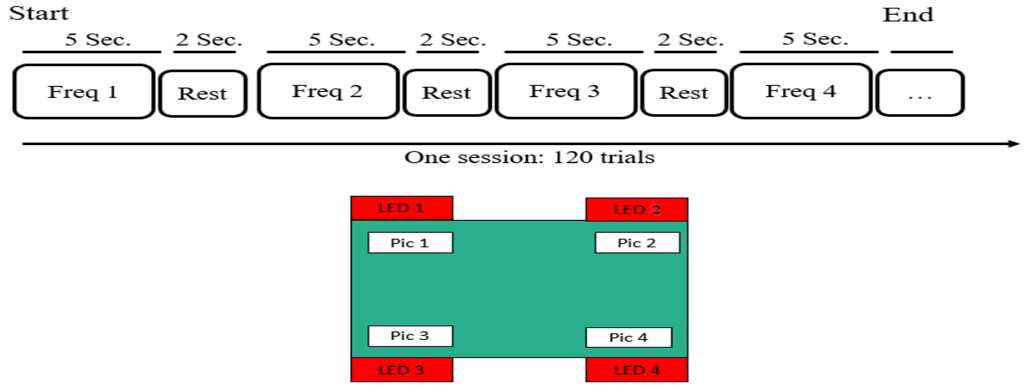 Start End
5 Sec. 2 Sec. 5 Sec. 2 Sec. 5 Sec. 2 Sec. 5 Sec.
Freq 1 Rest Freq 2 Rest Freq 3 Rest Freq 4 ...
One session: 120 trials
LED 1 LED 2
Pic 1 Pic 2
Pic 3 Pic 4
LED 3 LED 4